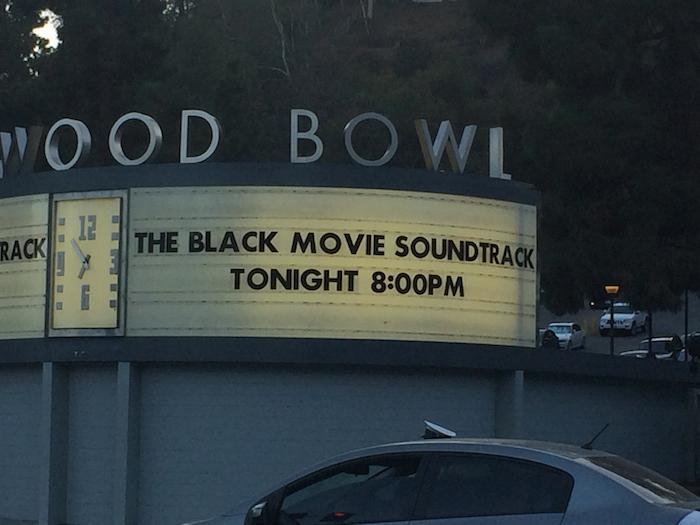 WOOD BOWL
RACK
THE BLACK MOVIE SOUNDTRACK
TONIGHT 8:00PM
12
9 3
6